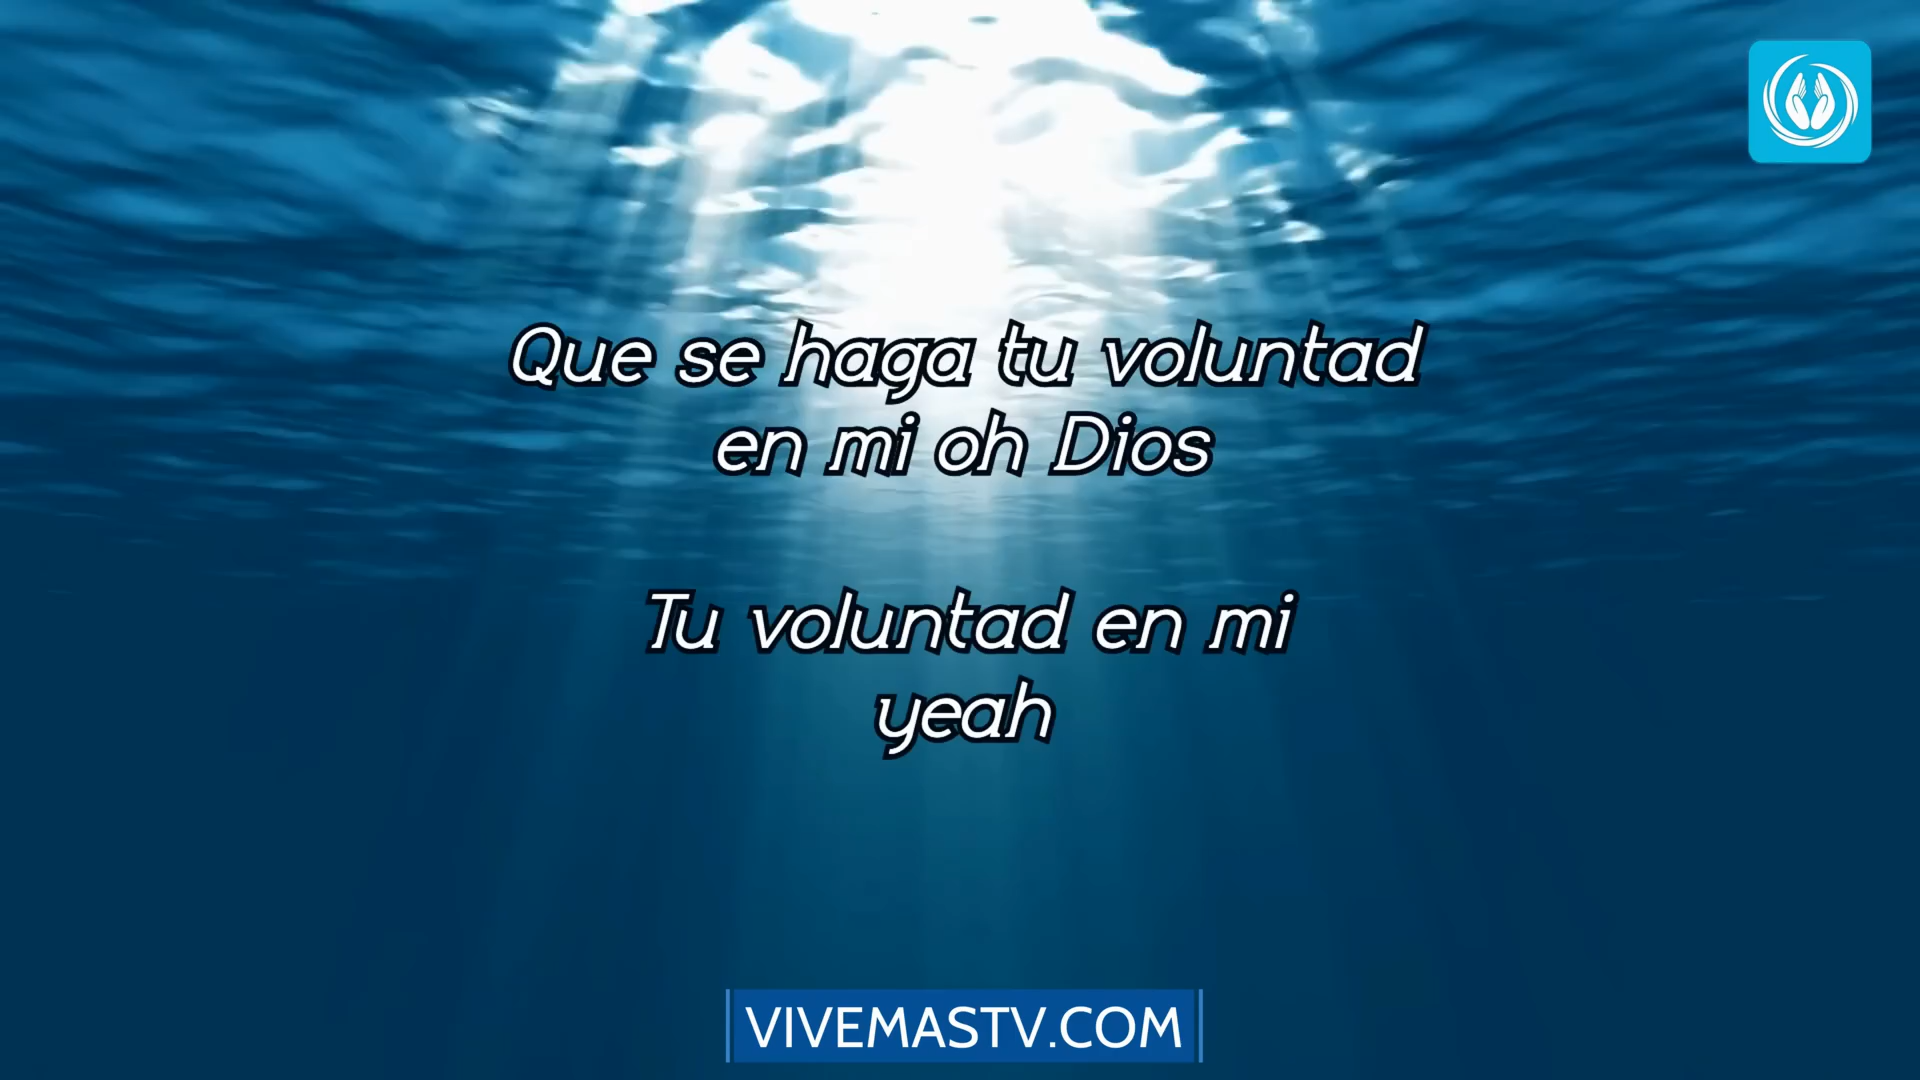 Que se haga tu voluntad
en mi oh Dios
Tu voluntad en mi
yeah
VIVEMASTV.COM